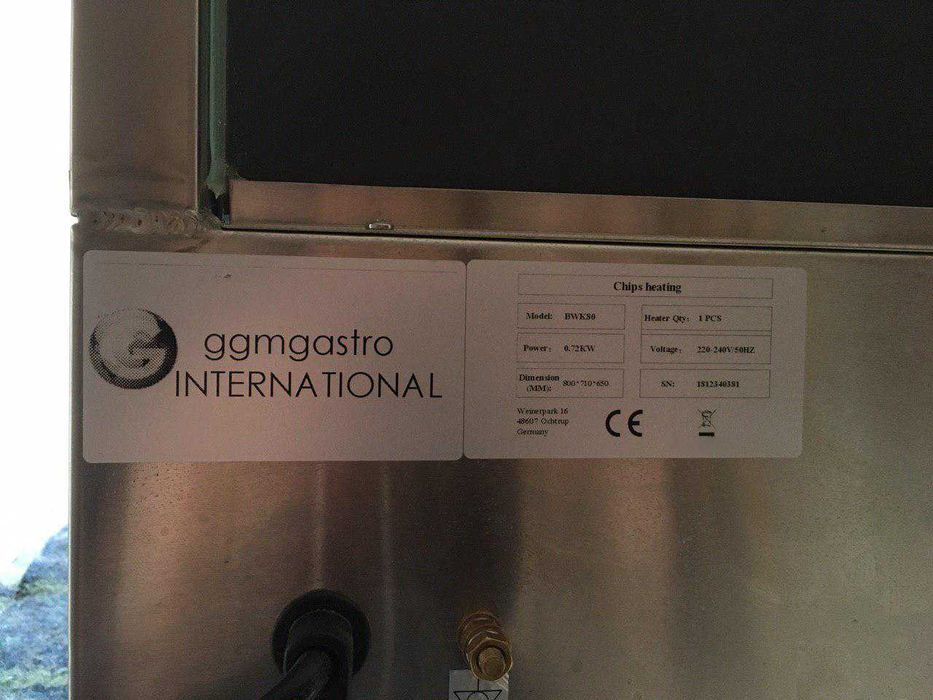 G
ggmgastro
INTERNATIONAL
Chips heating
Model: BWK80
Heater Qty: 1 PCS
Power: 0.72KW
Voltage: 220-240V/50HZ
Dimension (MM): 800*710*650
SN: 1812340381
Weinerpark 16
48607 Ochtrup
Germany
CE